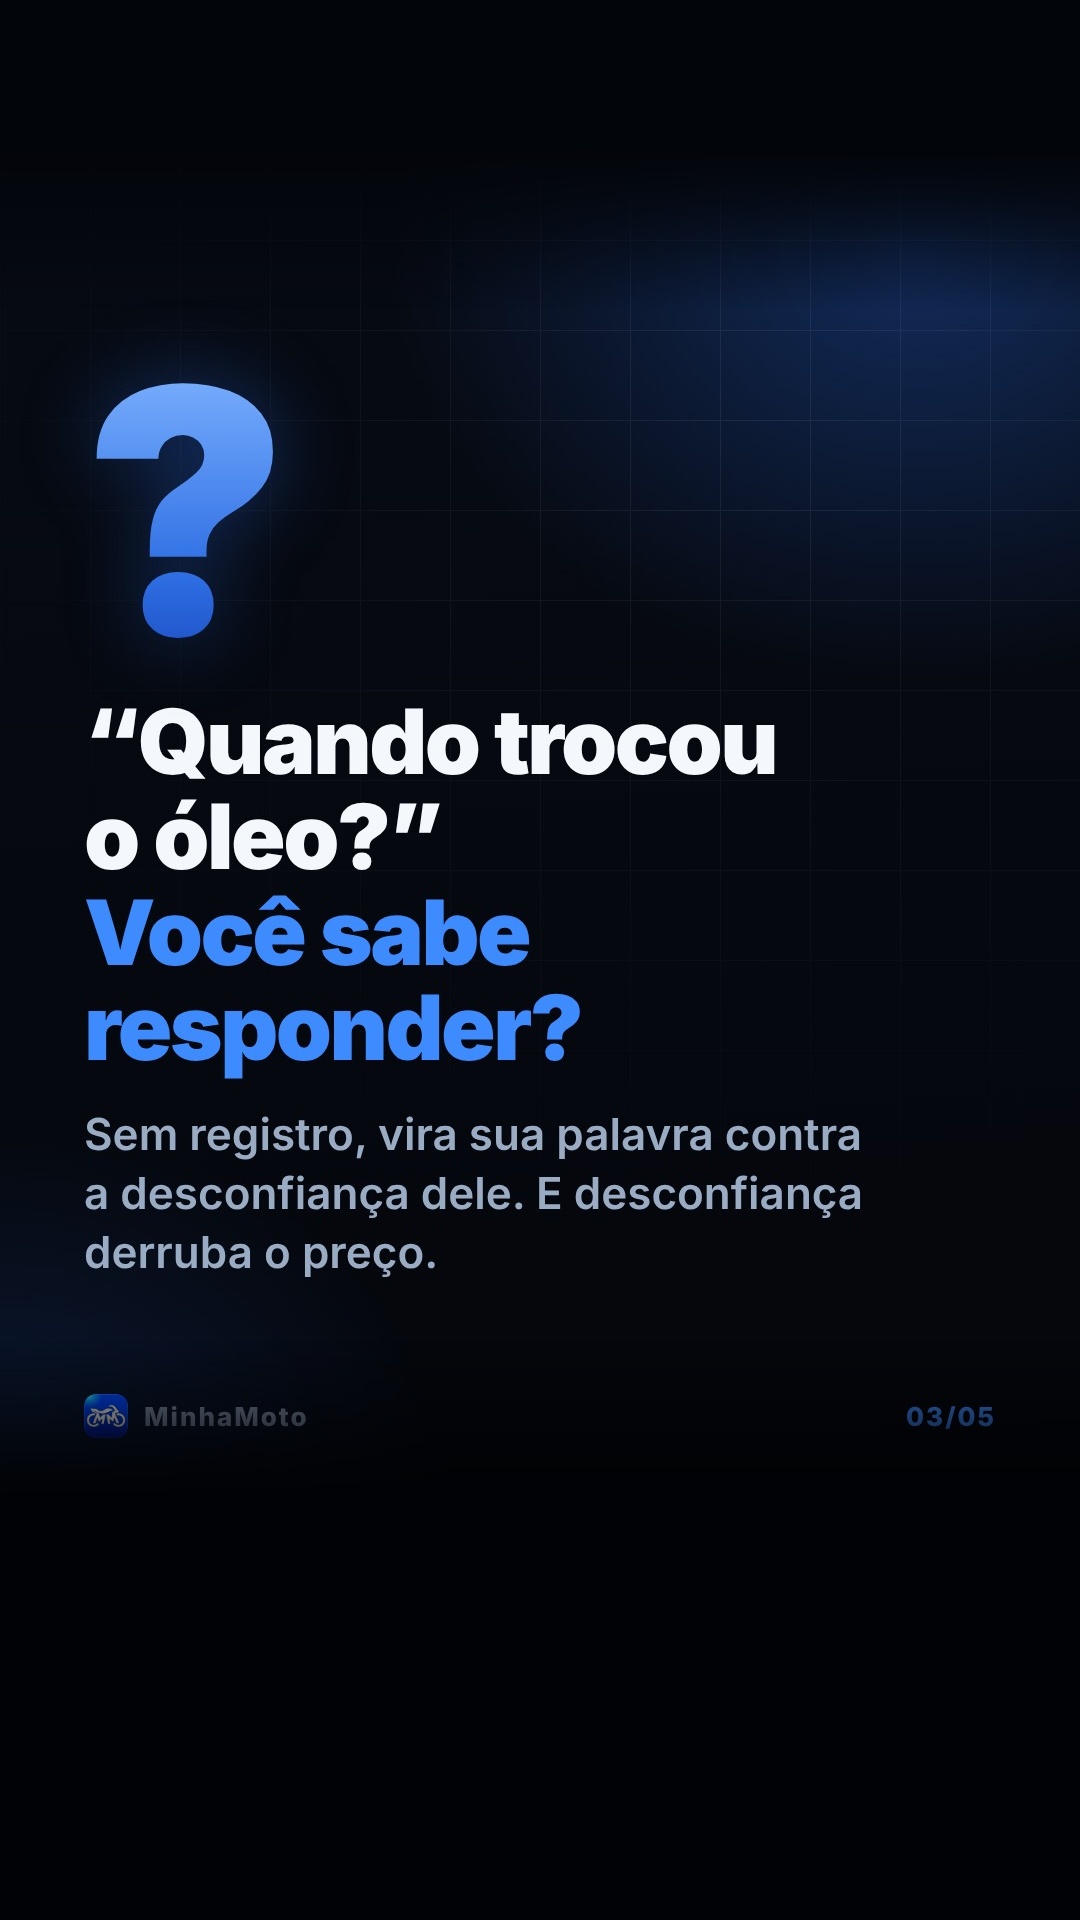 ?
“Quando trocou
o óleo?”
Você sabe
responder?
Sem registro, vira sua palavra contra
a desconfiança dele. E desconfiança
derruba o preço.
MinhaMoto
03/05